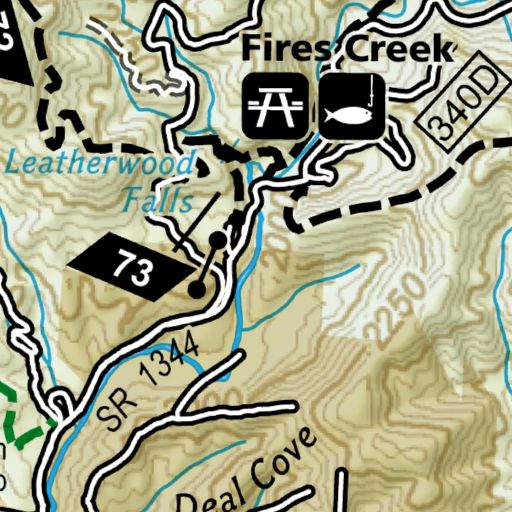 Fires Creek
340D
Leatherwood
Falls
73
SR 1344
2250
Deal Cove